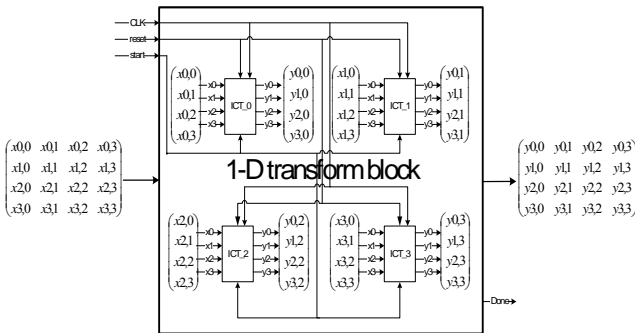 CLK
reset
start
x0,0 x0 y0 y0,0
x0,1 x1 y1 y1,0
x0,2 x2 y2 y2,0
x0,3 x3 y3 y3,0
ICT_0
x1,0 x0 y0 y0,1
x1,1 x1 y1 y1,1
x1,2 x2 y2 y2,1
x1,3 x3 y3 y3,1
ICT_1
x0,0 x0,1 x0,2 x0,3
x1,0 x1,1 x1,2 x1,3
x2,0 x2,1 x2,2 x2,3
x3,0 x3,1 x3,2 x3,3
1-D transform block
y0,0 y0,1 y0,2 y0,3
y1,0 y1,1 y1,2 y1,3
y2,0 y2,1 y2,2 y2,3
y3,0 y3,1 y3,2 y3,3
x2,0 x0 y0 y0,2
x2,1 x1 y1 y1,2
x2,2 x2 y2 y2,2
x2,3 x3 y3 y3,2
ICT_2
x3,0 x0 y0 y0,3
x3,1 x1 y1 y1,3
x3,2 x2 y2 y2,3
x3,3 x3 y3 y3,3
ICT_3
Done